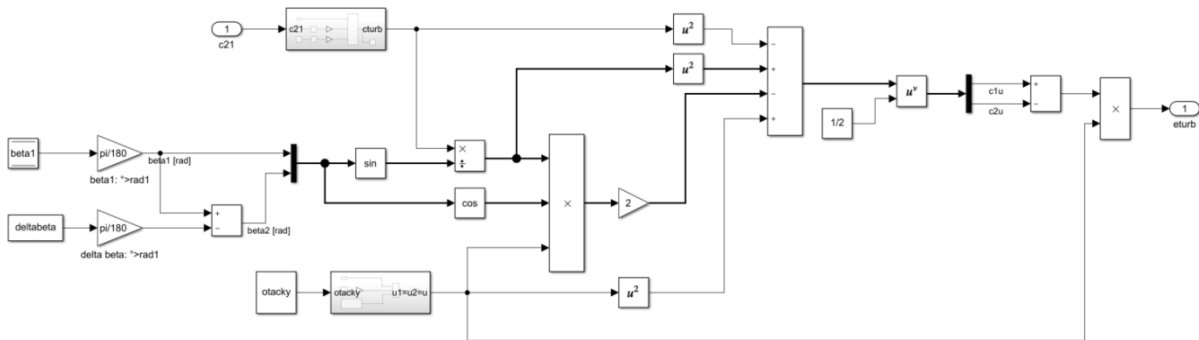 1
c21
c21
cturb
u²
−
+
−
+
u²
uᵛ
1/2
c1u
c2u
+
−
×
1
eturb
beta1
pi/180
beta1 [rad]
beta1: °>rad1
sin
×
÷
cos
×
2
deltabeta
pi/180
delta beta: °>rad1
+
−
beta2 [rad]
otacky
otacky
u1=u2=u
u²